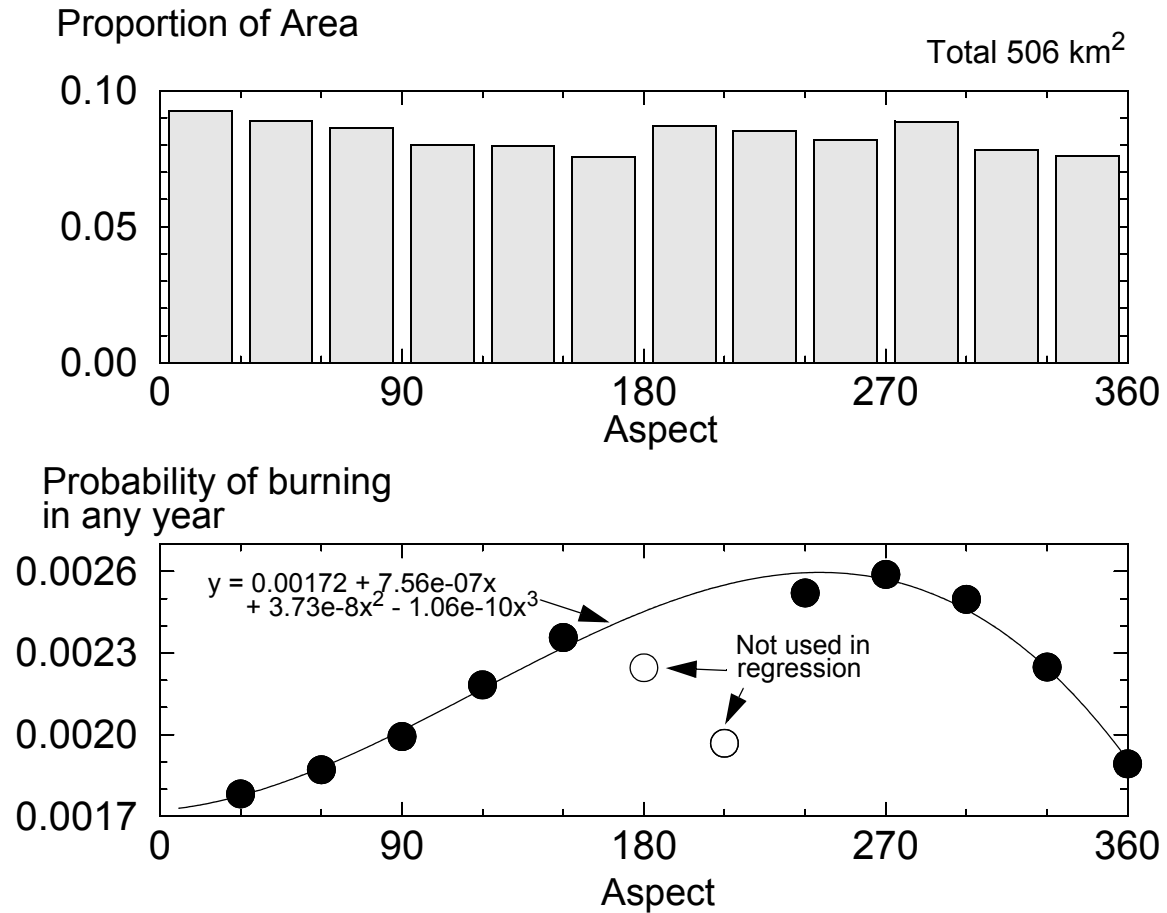 Proportion of Area
Total 506 km²
0.10
0.05
0.00
0 90 180 270 360
Aspect
Probability of burning
in any year
0.0026
y = 0.00172 + 7.56e-07x
+ 3.73e-8x² - 1.06e-10x³
0.0023
Not used in
regression
0.0020
0.0017
0 90 180 270 360
Aspect